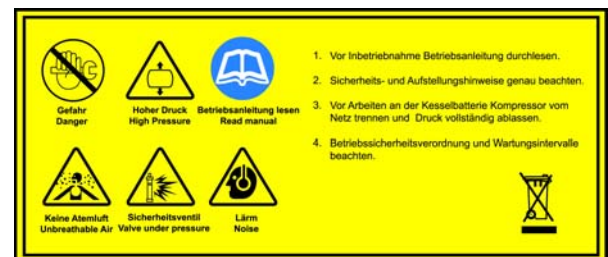 Gefahr
Danger
Hoher Druck
High Pressure
Betriebsanleitung lesen
Read manual
Keine Atemluft
Unbreathable Air
Sicherheitsventil
Valve under pressure
Lärm
Noise
1. Vor Inbetriebnahme Betriebsanleitung durchlesen.
2. Sicherheits- und Aufstellungshinweise genau beachten.
3. Vor Arbeiten an der Kesselbatterie Kompressor vom
Netz trennen und Druck vollständig ablassen.
4. Betriebssicherheitsverordnung und Wartungsintervalle
beachten.